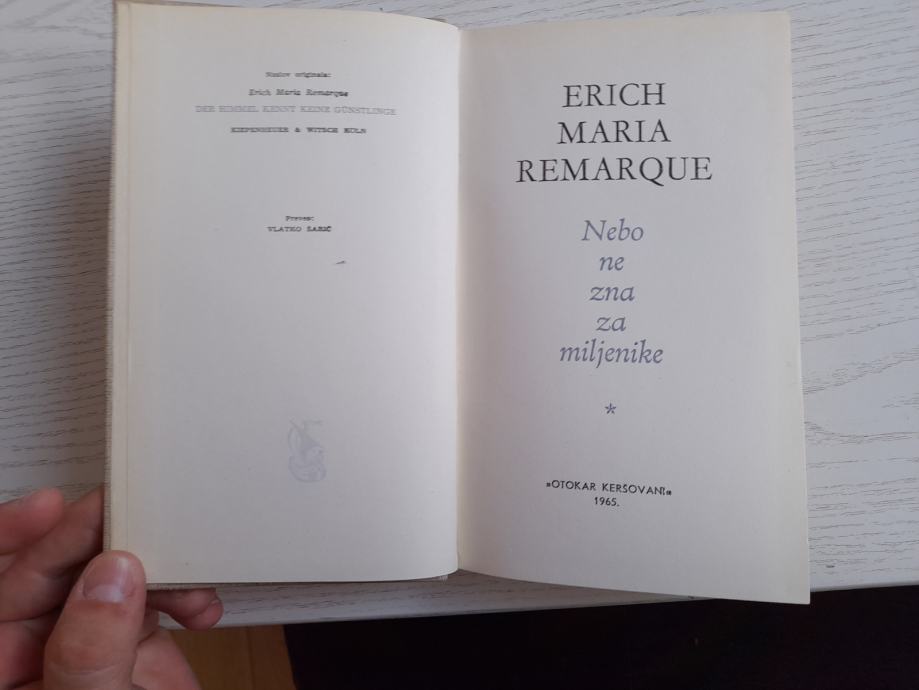 Naslov originala:
Erich Maria Remarque
DER HIMMEL KENNT KEINE GÜNSTLINGE
KIEPENHEUER & WITSCH KÖLN
Preveo:
VLATKO ŠARIĆ
ERICH
MARIA
REMARQUE
Nebo
ne
zna
za
miljenike
*
»OTOKAR KERŠOVANI«
1965.